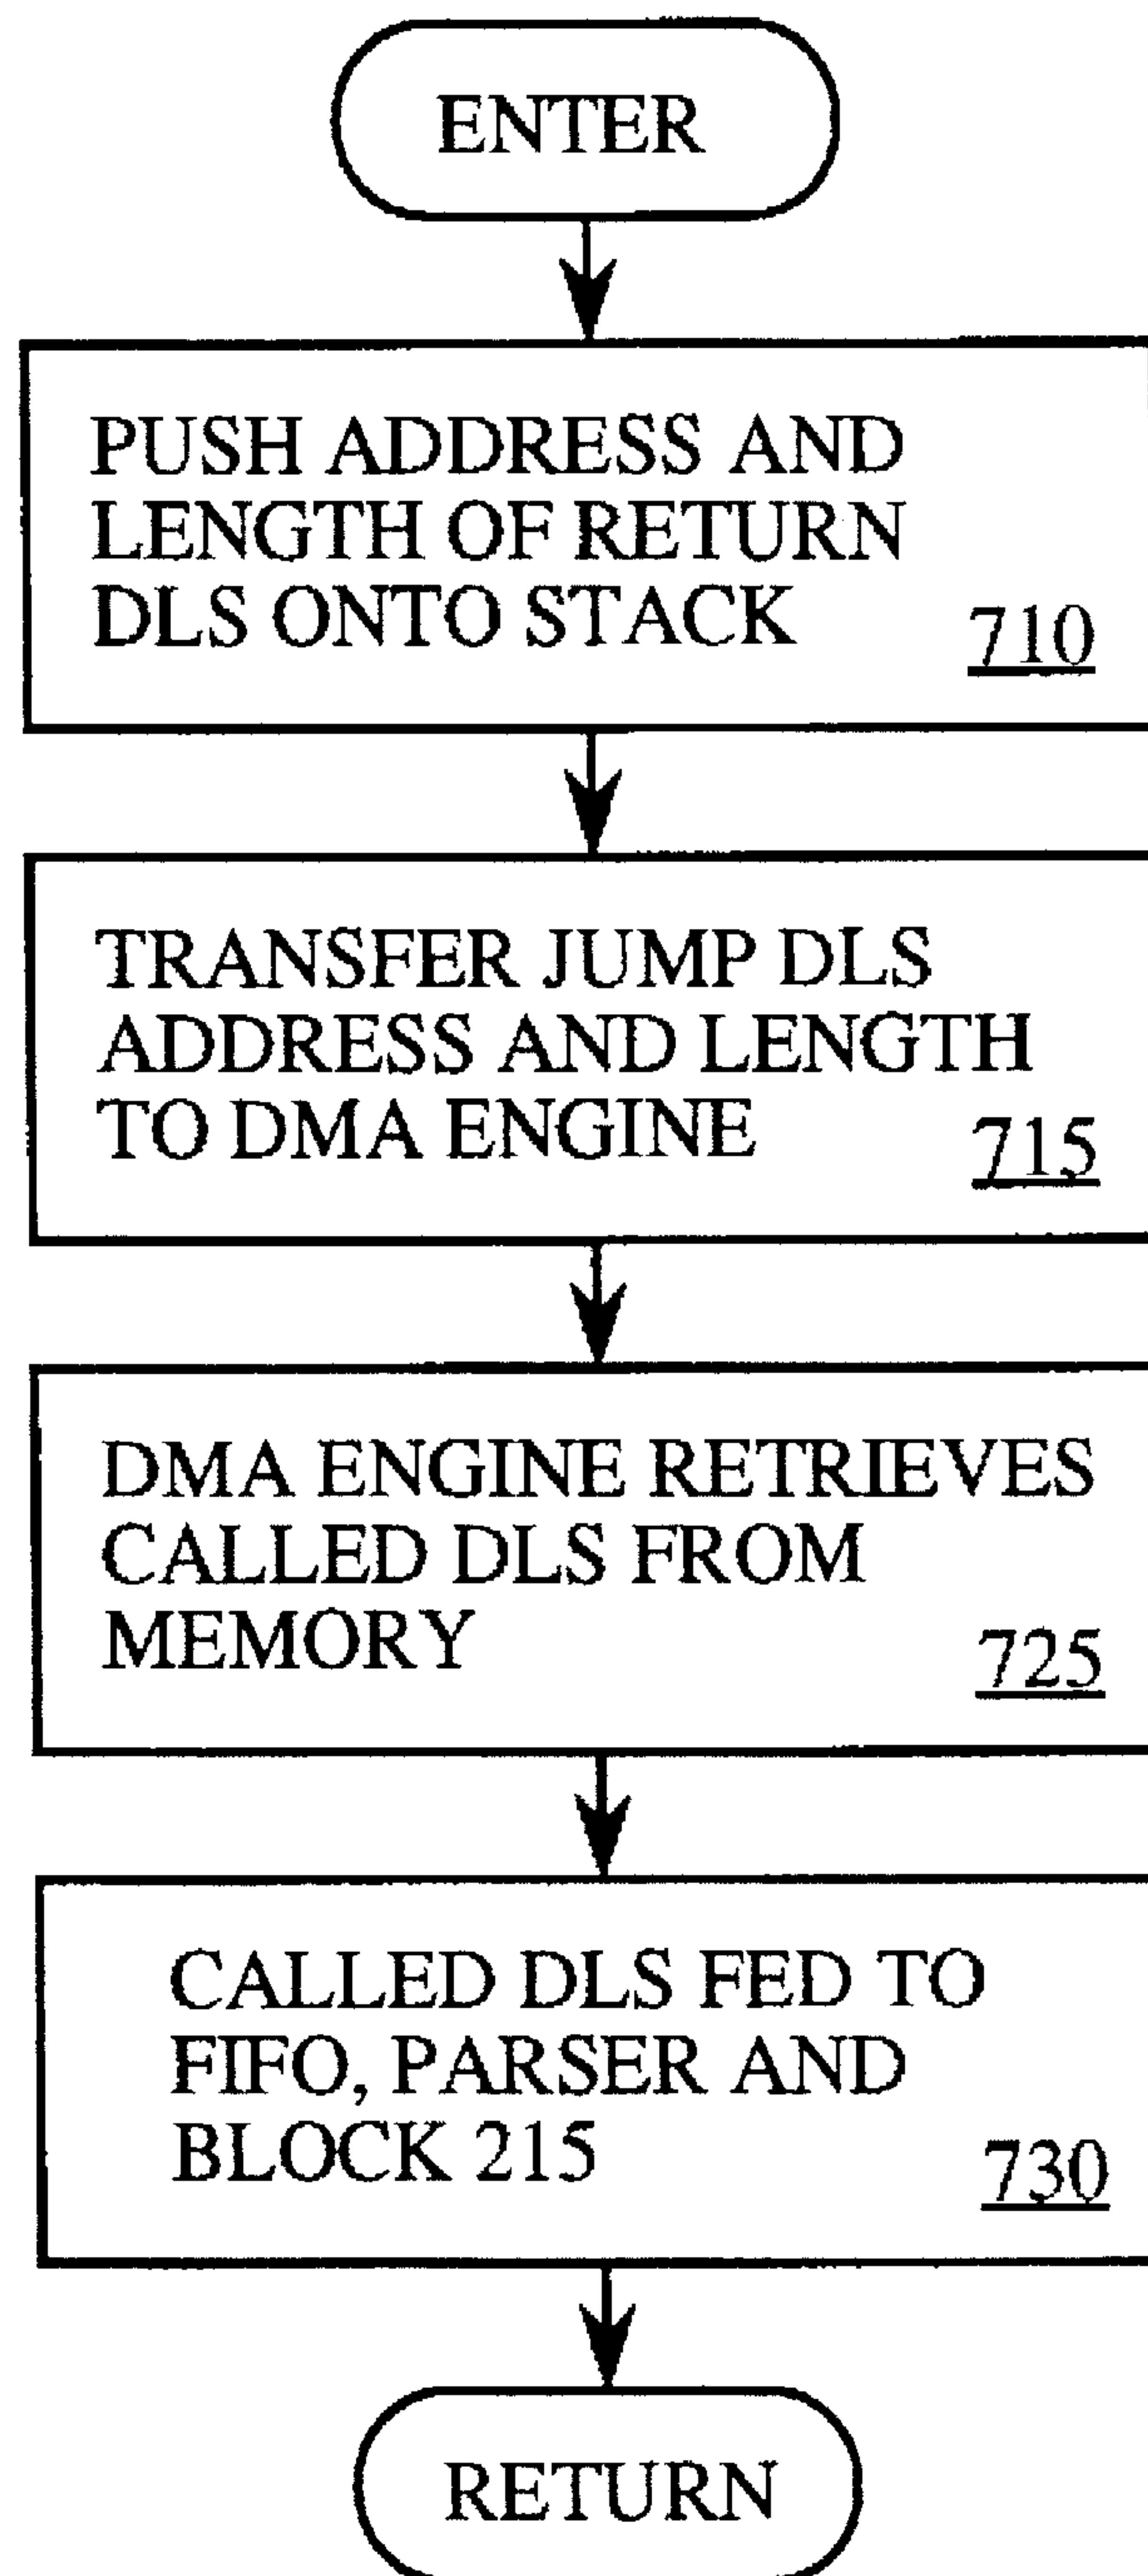 ENTER
PUSH ADDRESS AND
LENGTH OF RETURN
DLS ONTO STACK
710
TRANSFER JUMP DLS
ADDRESS AND LENGTH
TO DMA ENGINE
715
DMA ENGINE RETRIEVES
CALLED DLS FROM
MEMORY
725
CALLED DLS FED TO
FIFO, PARSER AND
BLOCK 215
730
RETURN